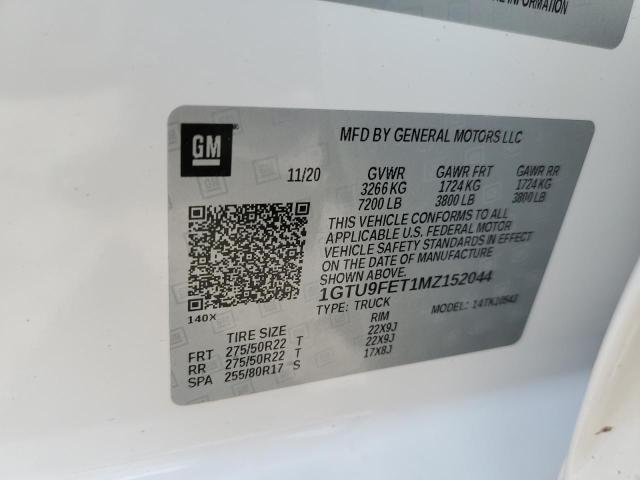 INFORMATION
GM
MFD BY GENERAL MOTORS LLC
11/20 GVWR GAWR FRT GAWR RR
3266 KG 1724 KG 1724 KG
7200 LB 3800 LB 3800 LB
THIS VEHICLE CONFORMS TO ALL
APPLICABLE U.S. FEDERAL MOTOR
VEHICLE SAFETY STANDARDS IN EFFECT
ON THE DATE OF MANUFACTURE
SHOWN ABOVE.
1GTU9FET1MZ152044
140X TYPE: TRUCK MODEL: 14TK10543
TIRE SIZE RIM
FRT 275/50R22 T 22X9J
RR 275/50R22 T 22X9J
SPA 255/80R17 S 17X8J